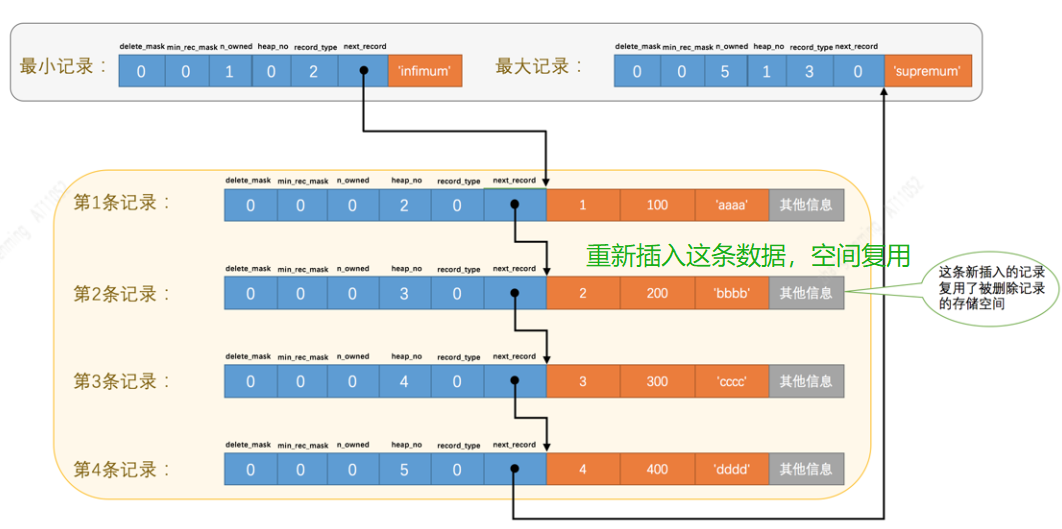 delete_mask min_rec_mask n_owned heap_no record_type next_record
最小记录： 0 0 1 0 2 'infimum'
delete_mask min_rec_mask n_owned heap_no record_type next_record
最大记录： 0 0 5 1 3 0 'supremum'
delete_mask min_rec_mask n_owned heap_no record_type next_record
第1条记录： 0 0 0 2 0 1 100 'aaaa' 其他信息
重新插入这条数据，空间复用
delete_mask min_rec_mask n_owned heap_no record_type next_record
第2条记录： 0 0 0 3 0 2 200 'bbbb' 其他信息
这条新插入的记录
复用了被删除记录
的存储空间
delete_mask min_rec_mask n_owned heap_no record_type next_record
第3条记录： 0 0 0 4 0 3 300 'cccc' 其他信息
delete_mask min_rec_mask n_owned heap_no record_type next_record
第4条记录： 0 0 0 5 0 4 400 'dddd' 其他信息